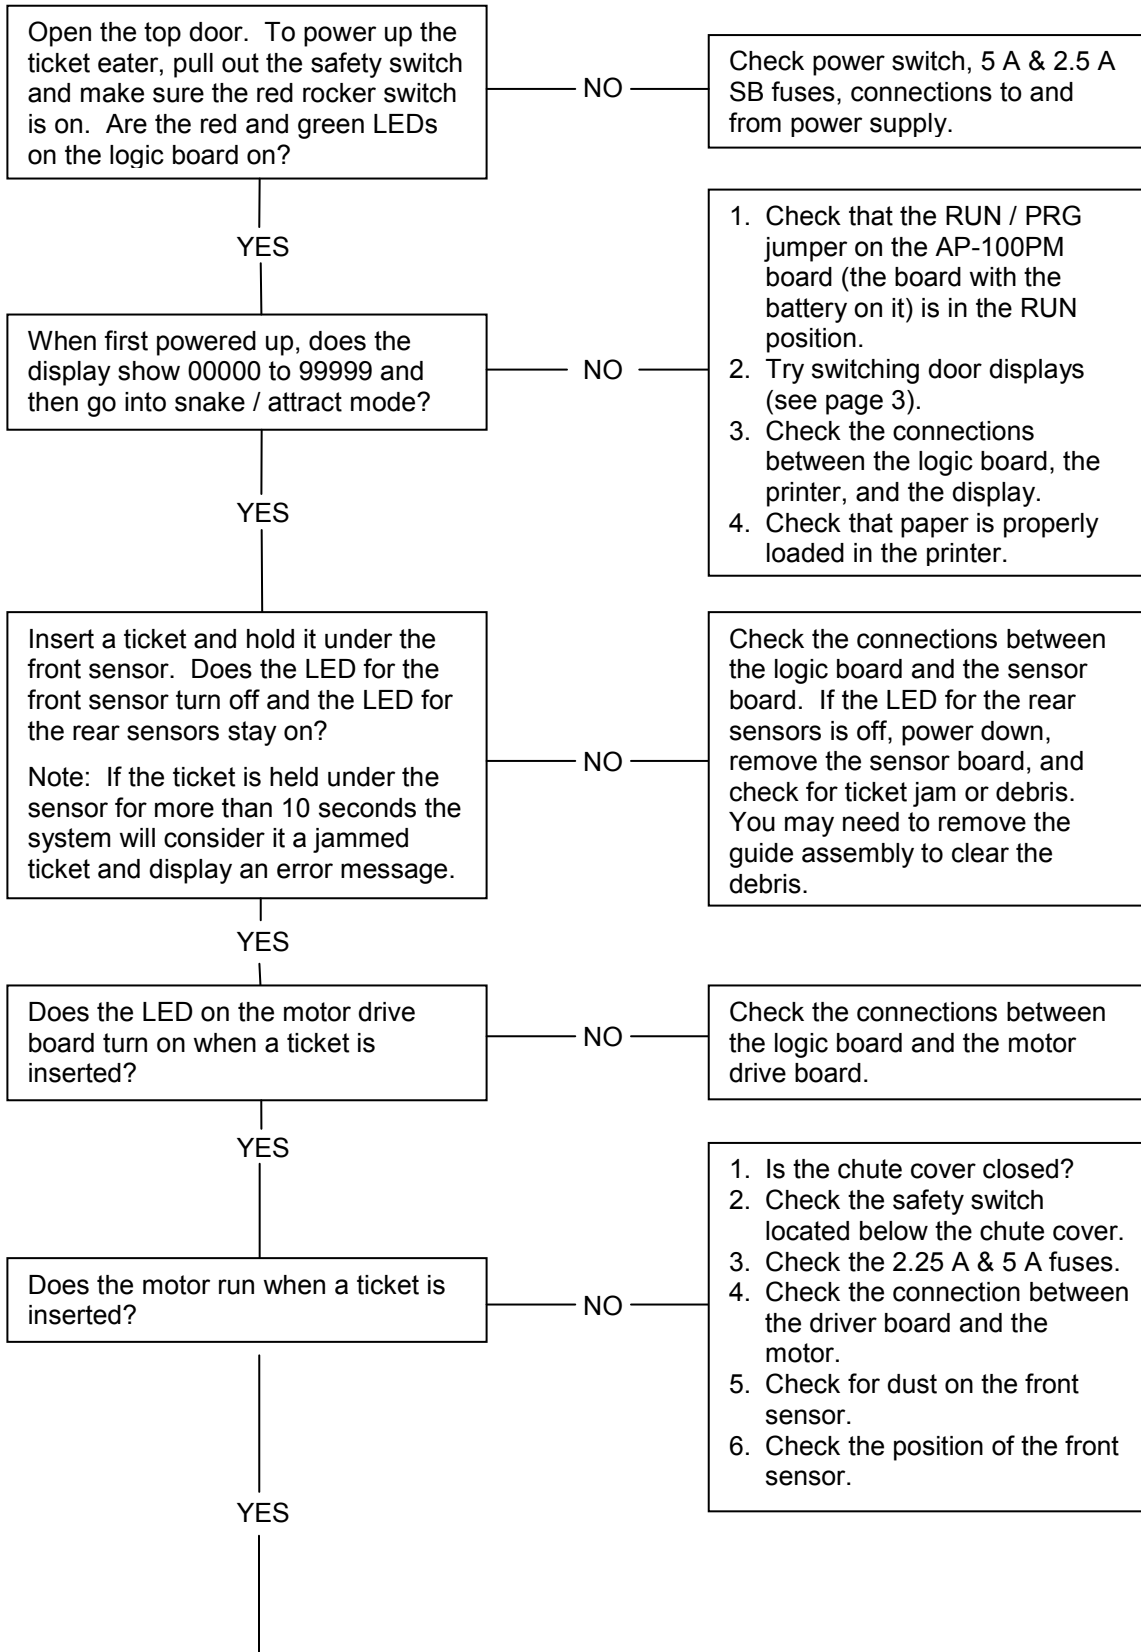 Open the top door.  To power up the
ticket eater, pull out the safety switch
and make sure the red rocker switch
is on.  Are the red and green LEDs
on the logic board on?
NO
Check power switch, 5 A & 2.5 A
SB fuses, connections to and
from power supply.
YES
When first powered up, does the
display show 00000 to 99999 and
then go into snake / attract mode?
NO
1. Check that the RUN / PRG
jumper on the AP-100PM
board (the board with the
battery on it) is in the RUN
position.
2. Try switching door displays
(see page 3).
3. Check the connections
between the logic board, the
printer, and the display.
4. Check that paper is properly
loaded in the printer.
YES
Insert a ticket and hold it under the
front sensor.  Does the LED for the
front sensor turn off and the LED for
the rear sensors stay on?
Note:  If the ticket is held under the
sensor for more than 10 seconds the
system will consider it a jammed
ticket and display an error message.
NO
Check the connections between
the logic board and the sensor
board.  If the LED for the rear
sensors is off, power down,
remove the sensor board, and
check for ticket jam or debris.
You may need to remove the
guide assembly to clear the
debris.
YES
Does the LED on the motor drive
board turn on when a ticket is
inserted?
NO
Check the connections between
the logic board and the motor
drive board.
YES
Does the motor run when a ticket is
inserted?
NO
1. Is the chute cover closed?
2. Check the safety switch
located below the chute cover.
3. Check the 2.25 A & 5 A fuses.
4. Check the connection between
the driver board and the
motor.
5. Check for dust on the front
sensor.
6. Check the position of the front
sensor.
YES